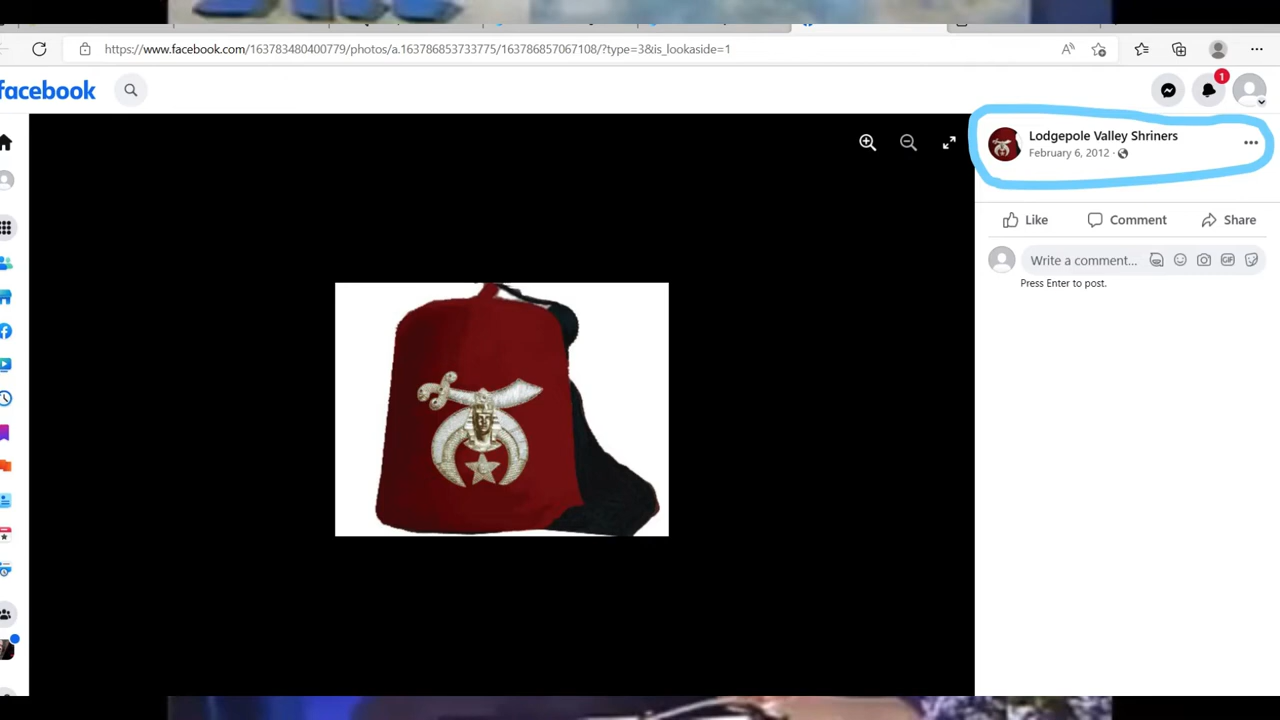 https://www.facebook.com/163783480400779/photos/a.163786853733775/163786857067108/?type=3&is_lookaside=1
facebook
1
Lodgepole Valley Shriners
February 6, 2012 ·
Like
Comment
Share
Write a comment...
GIF
Press Enter to post.